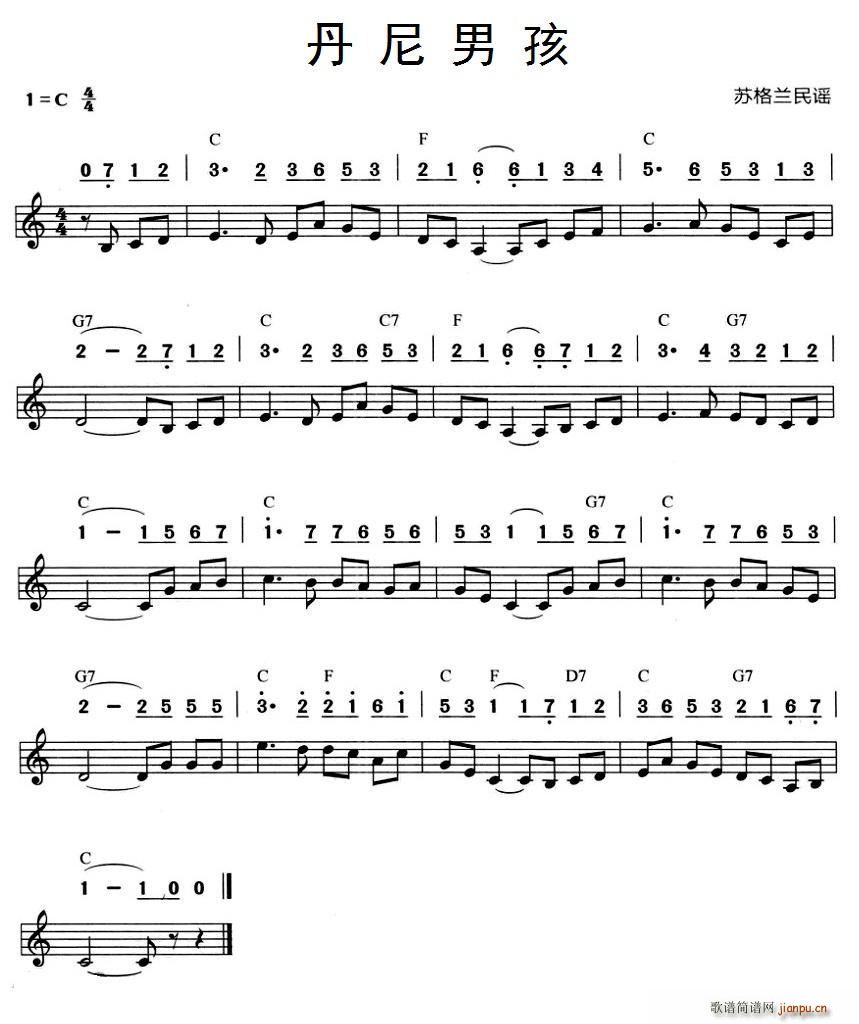 丹尼男孩
1=C 4/4
苏格兰民谣
C F C
0 7 1 2 | 3· 2 3 6 5 3 | 2 1 6 6 1 3 4 | 5· 6 5 3 1 3 |
G7 C C7 F C G7
2 – 2 7 1 2 | 3· 2 3 6 5 3 | 2 1 6 6 7 1 2 | 3· 4 3 2 1 2 |
C G7 C
1 – 1 5 6 7 | 1· 7 7 6 5 6 | 5 3 1 1 5 6 7 | 1· 7 7 6 5 3 |
G7 C F C F D7 C G7
2 – 2 5 5 5 | 3· 2 2 1 6 1 | 5 3 1 1 7 1 2 | 3 6 5 3 2 1 6 7 |
C
1 – 1 0 0
歌谱简谱网 jianpu.cn